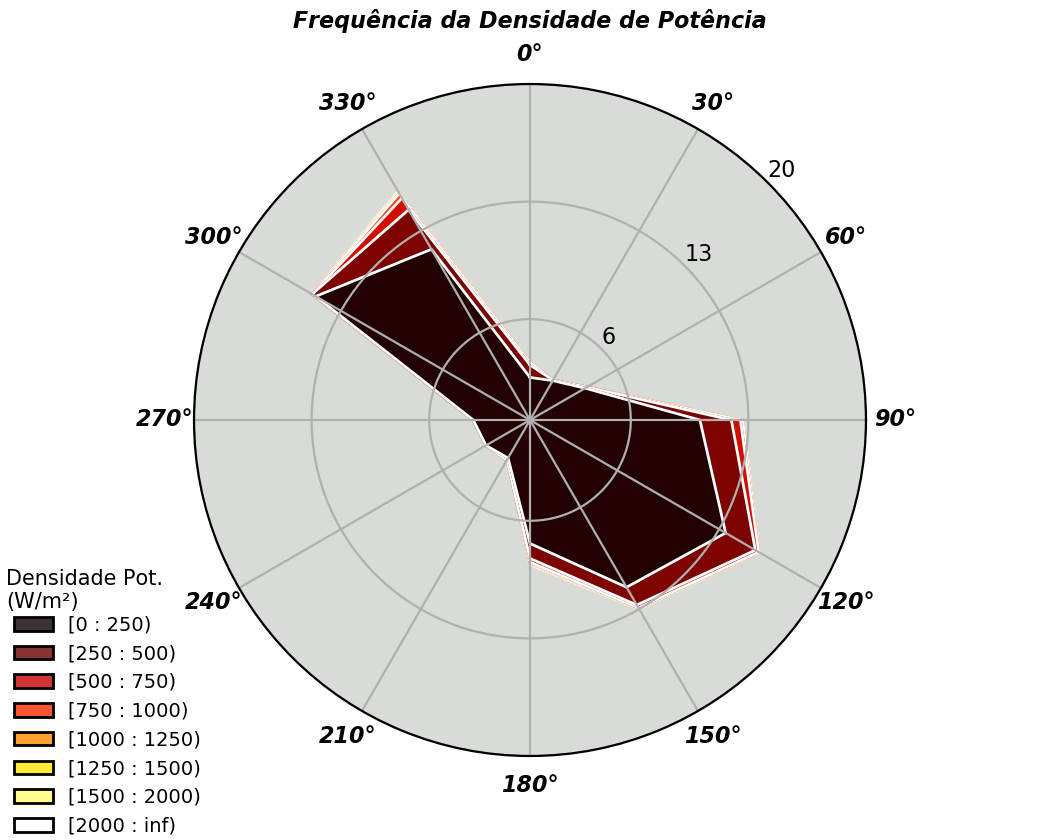 Frequência da Densidade de Potência
0°
330°
30°
20
300°
60°
13
6
270°
90°
240°
120°
210°
150°
180°
Densidade Pot.
(W/m²)
[0 : 250)
[250 : 500)
[500 : 750)
[750 : 1000)
[1000 : 1250)
[1250 : 1500)
[1500 : 2000)
[2000 : inf)